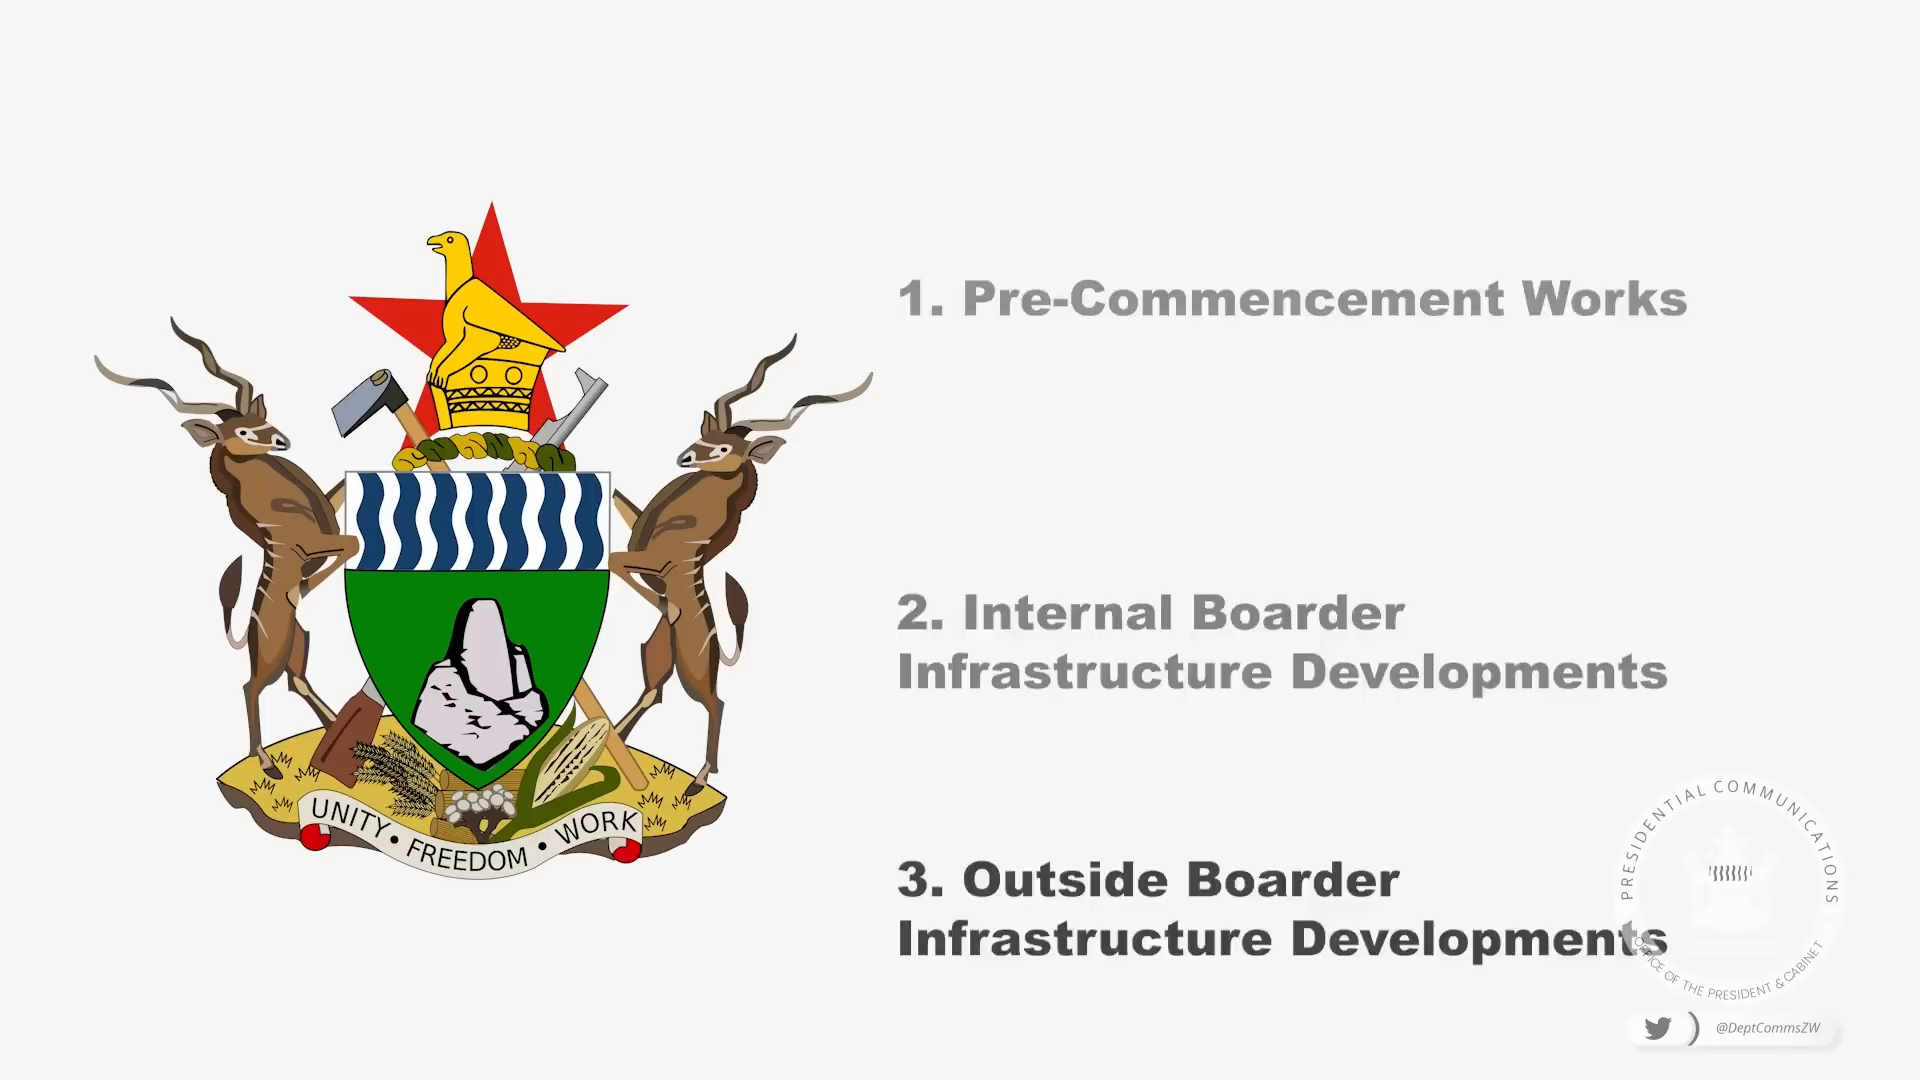 1. Pre-Commencement Works
2. Internal Boarder
Infrastructure Developments
3. Outside Boarder
Infrastructure Developments
UNITY • FREEDOM • WORK
PRESIDENTIAL COMMUNICATIONS
OFFICE OF THE PRESIDENT & CABINET
@DeptCommsZW